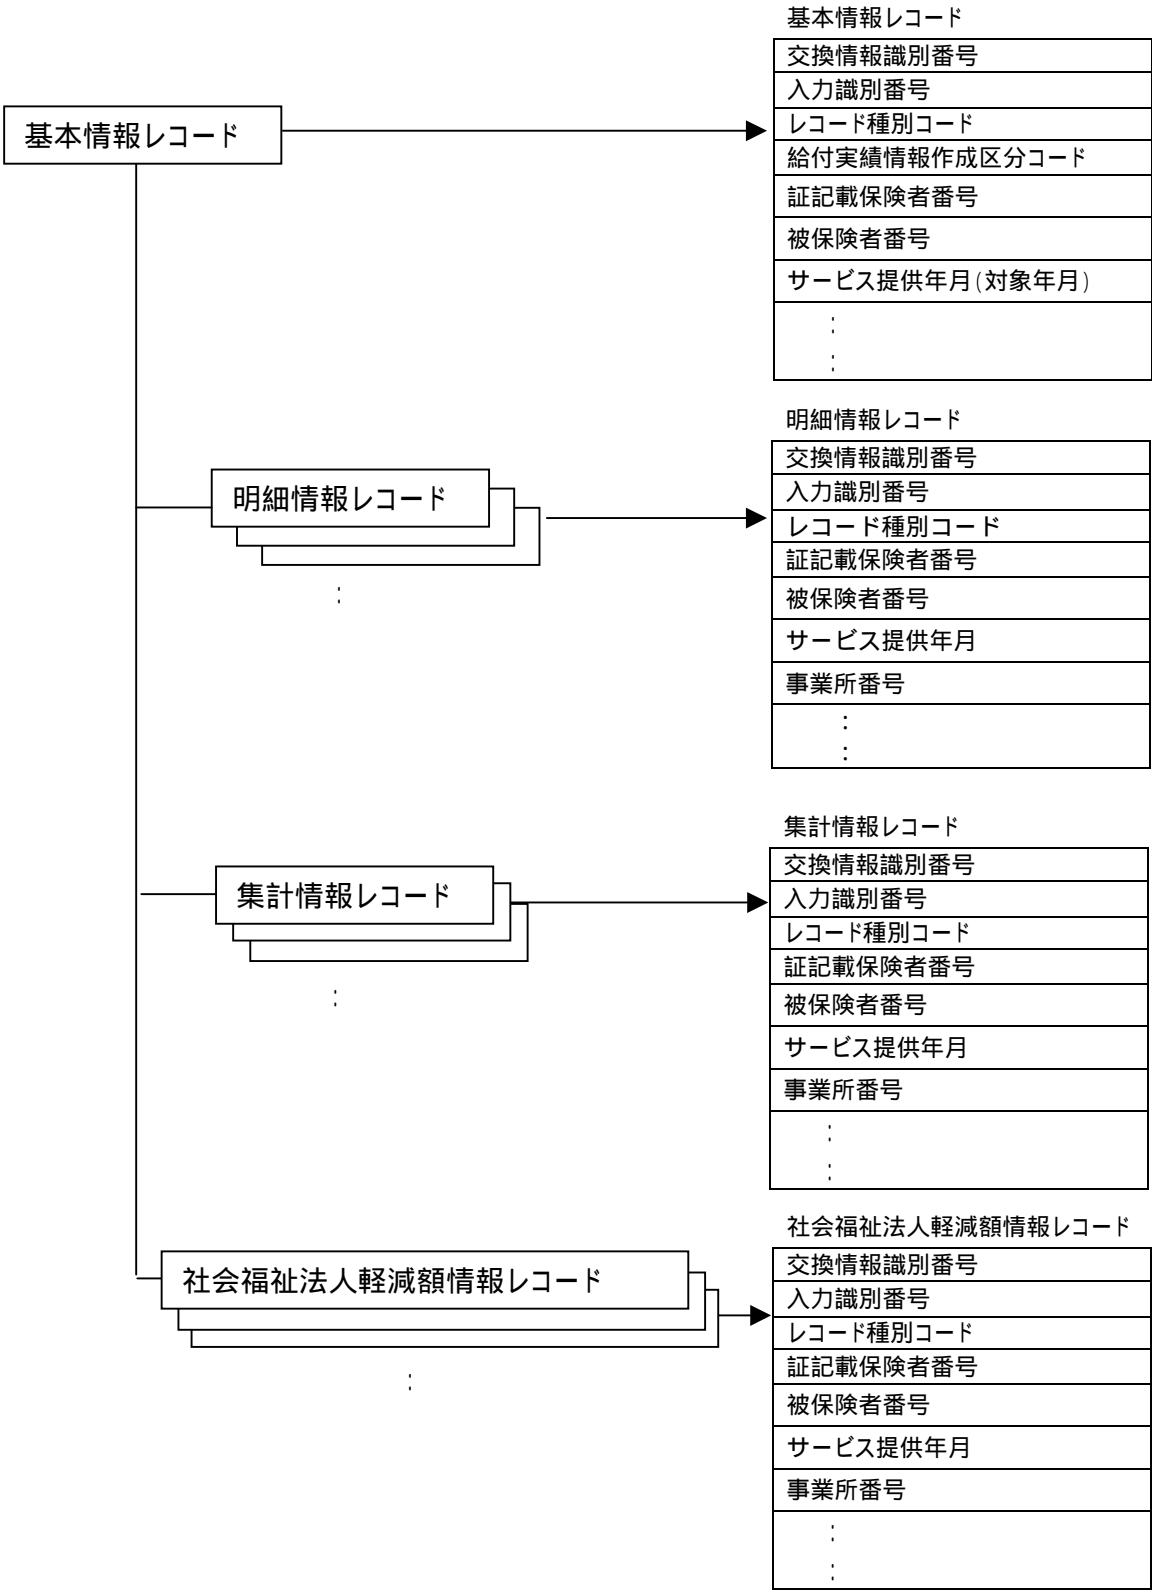 基本情報レコード
基本情報レコード
交換情報識別番号
入力識別番号
レコード種別コード
給付実績情報作成区分コード
証記載保険者番号
被保険者番号
サービス提供年月(対象年月)
:
:
明細情報レコード
:
明細情報レコード
交換情報識別番号
入力識別番号
レコード種別コード
証記載保険者番号
被保険者番号
サービス提供年月
事業所番号
:
:
集計情報レコード
:
集計情報レコード
交換情報識別番号
入力識別番号
レコード種別コード
証記載保険者番号
被保険者番号
サービス提供年月
事業所番号
:
:
社会福祉法人軽減額情報レコード
:
社会福祉法人軽減額情報レコード
交換情報識別番号
入力識別番号
レコード種別コード
証記載保険者番号
被保険者番号
サービス提供年月
事業所番号
:
: